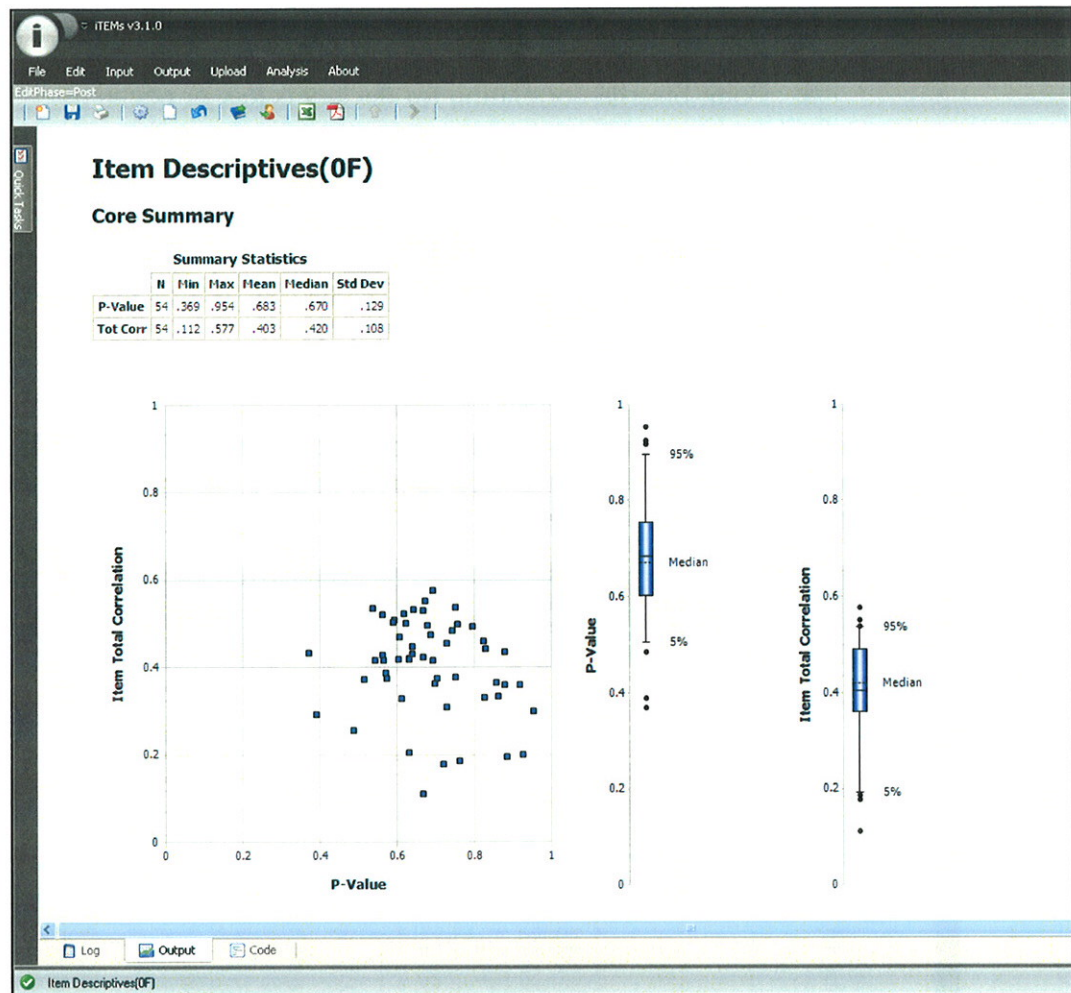 iTEMs v3.1.0
File Edit Input Output Upload Analysis About
EditPhase=Post
Quick Tasks
Item Descriptives(0F)
Core Summary
Summary Statistics
N Min Max Mean Median Std Dev
P-Value 54 .369 .954 .683 .670 .129
Tot Corr 54 .112 .577 .403 .420 .108
Item Total Correlation
1
0.8
0.6
0.4
0.2
0
0 0.2 0.4 0.6 0.8 1
P-Value
P-Value
1
0.8
0.6
0.4
0.2
0
95%
Median
5%
Item Total Correlation
1
0.8
0.6
0.4
0.2
0
95%
Median
5%
Log Output Code
Item Descriptives(0F)